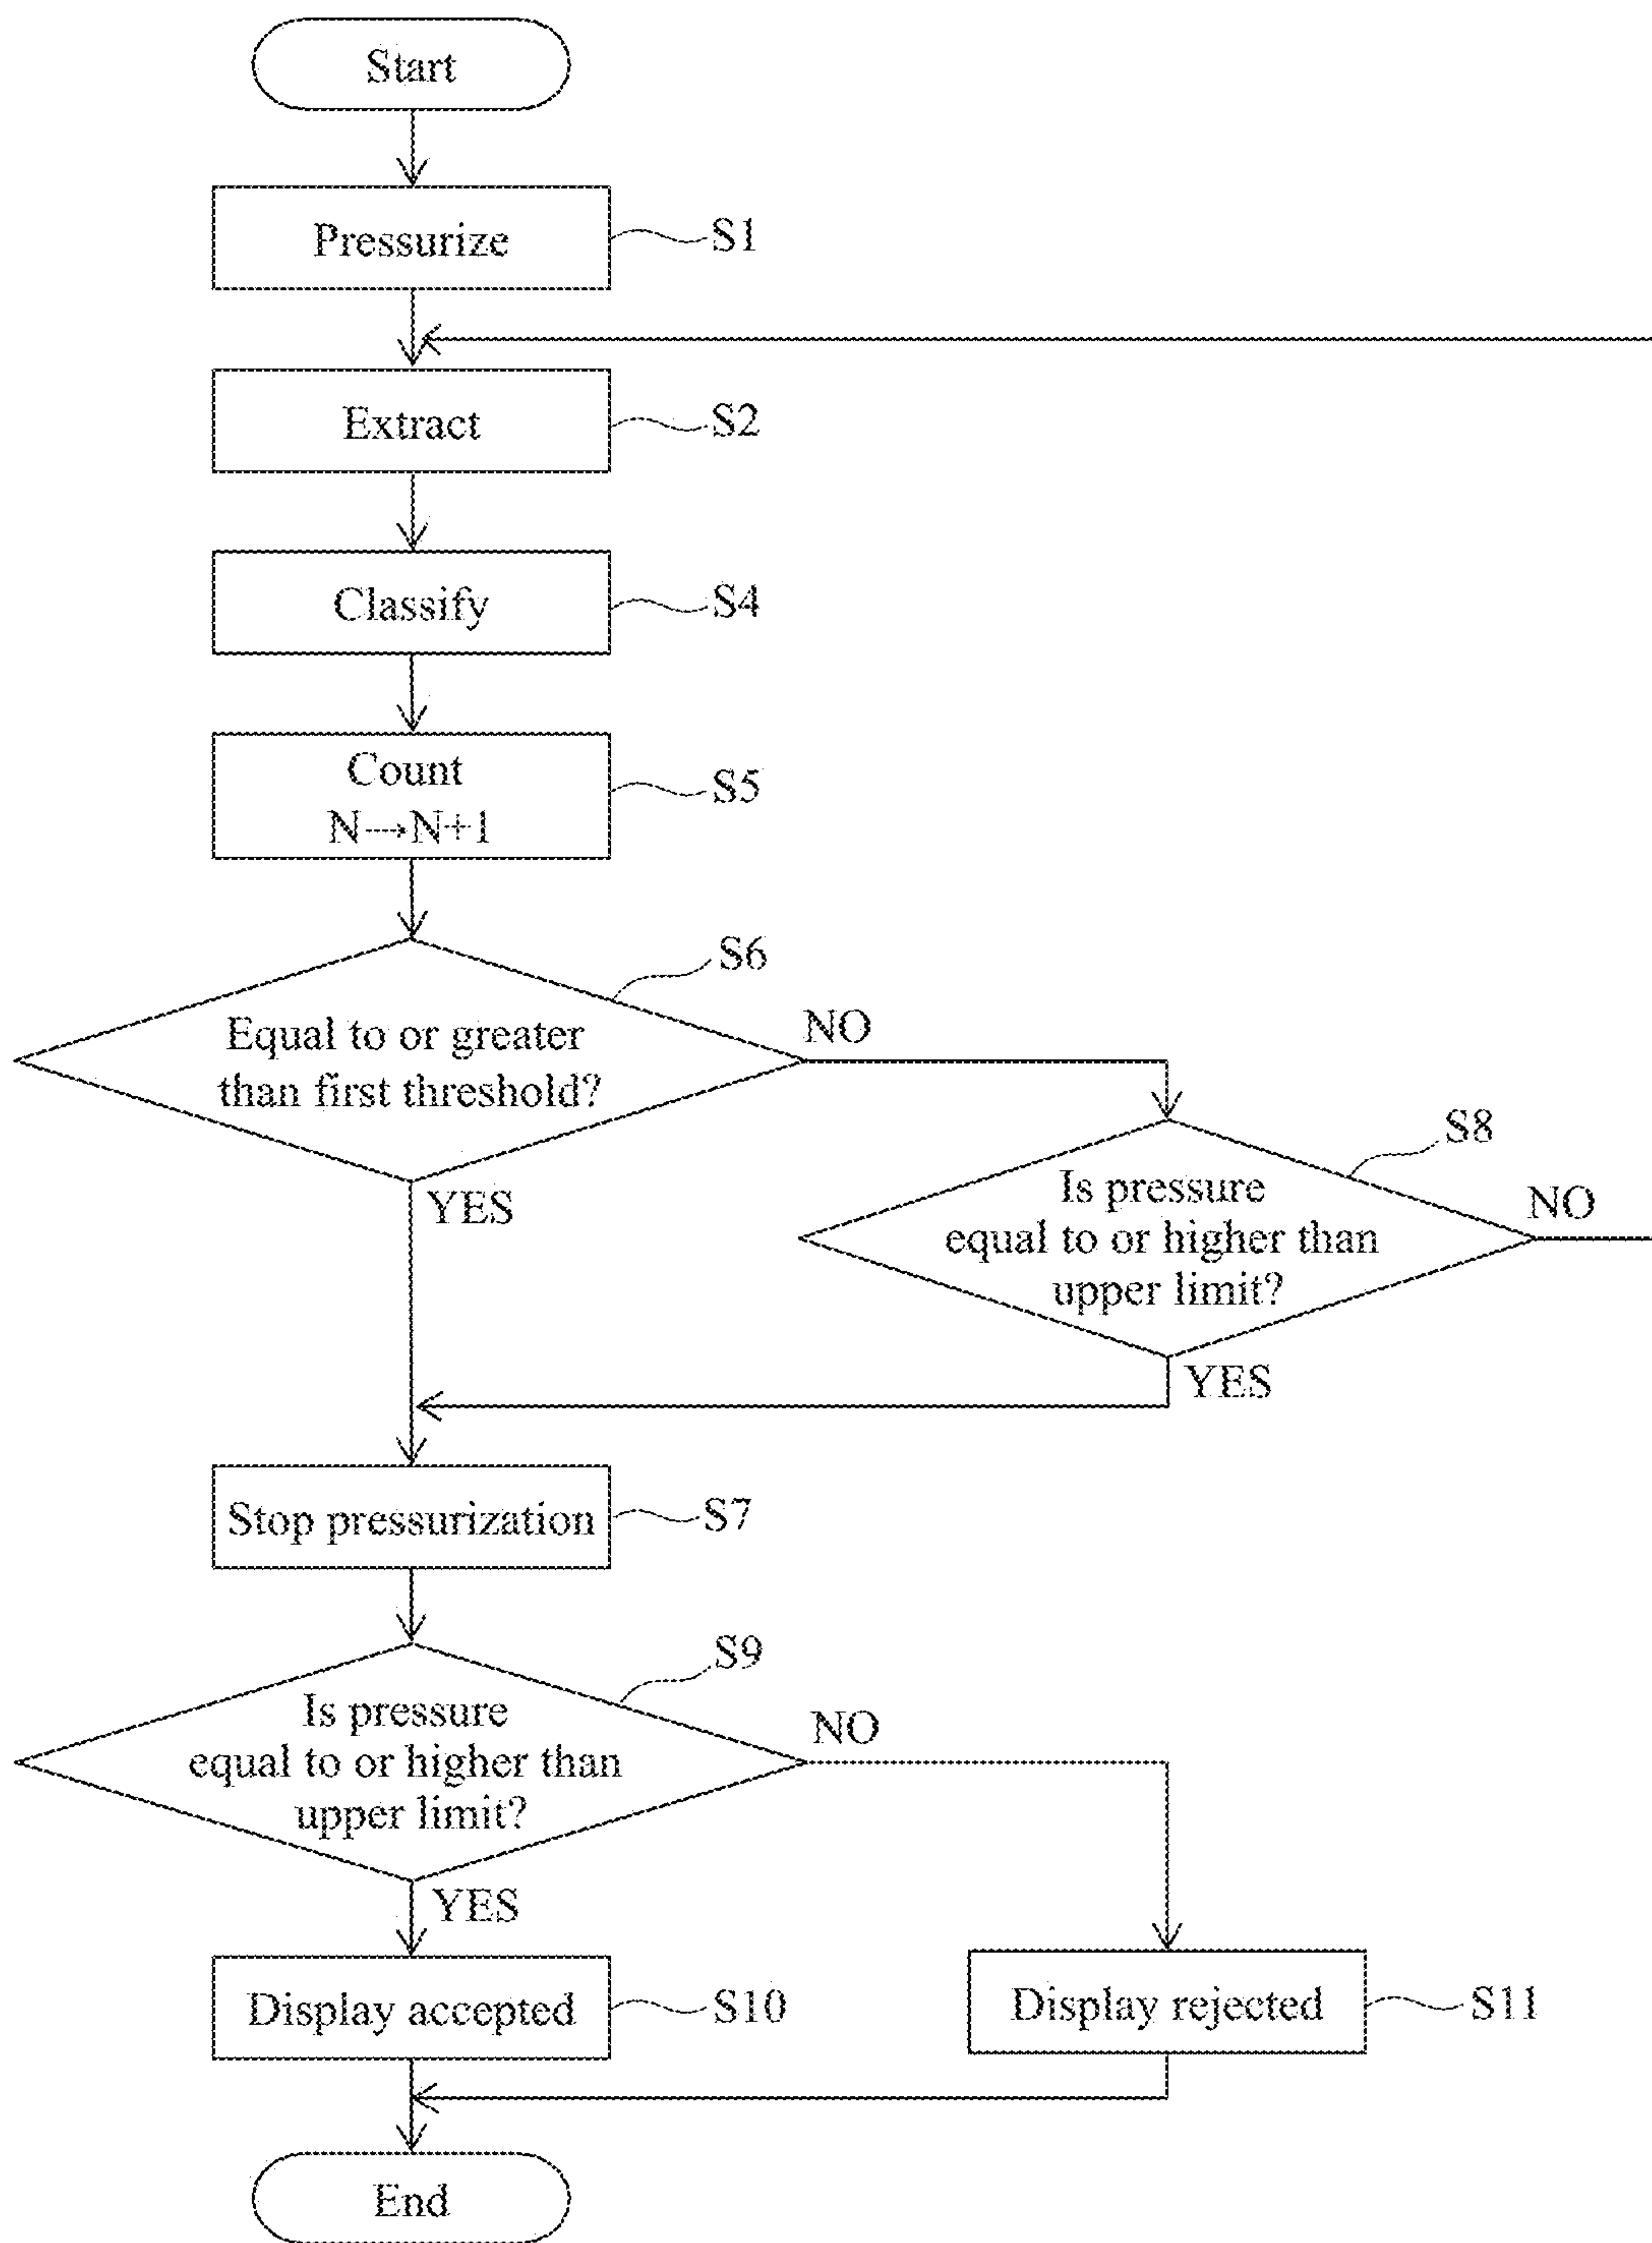 Start
Pressurize
S1
Extract
S2
Classify
S4
Count
N→N+1
S5
S6
Equal to or greater
than first threshold?
NO
YES
S8
Is pressure
equal to or higher than
upper limit?
NO
YES
Stop pressurization
S7
S9
Is pressure
equal to or higher than
upper limit?
NO
YES
Display accepted
S10
Display rejected
S11
End